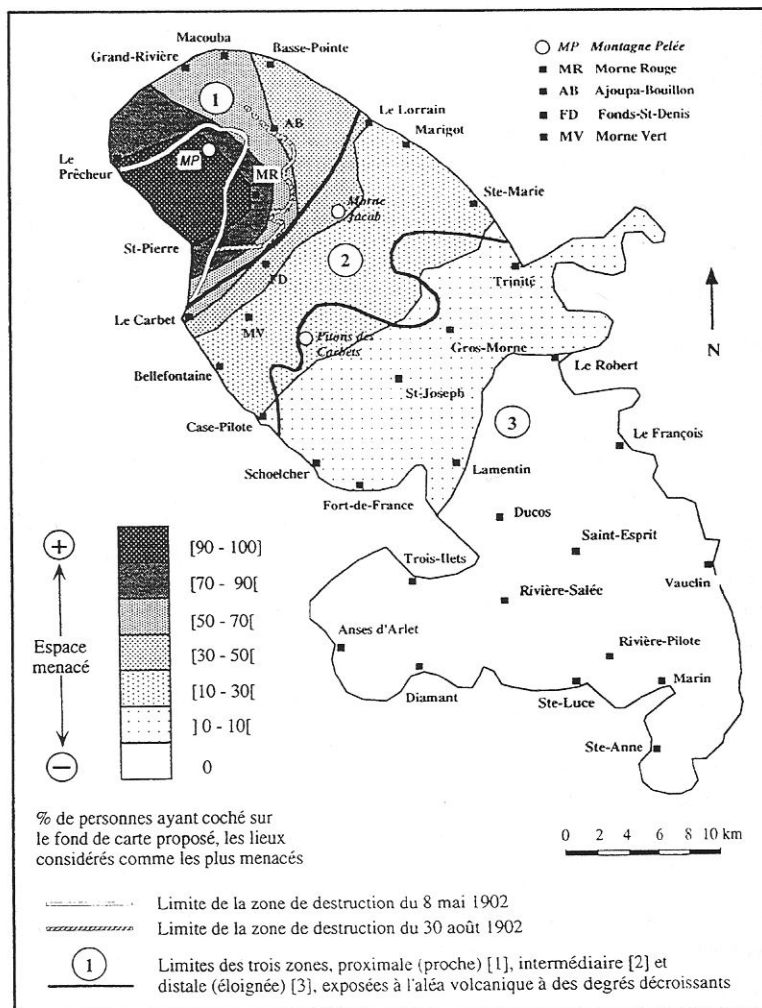 Macouba
Grand-Rivière
Basse-Pointe
MP Montagne Pelée
MR Morne Rouge
AB Ajoupa-Bouillon
FD Fonds-St-Denis
MV Morne Vert
1
AB
Le Lorrain
Marigot
Le
Prêcheur
MP
MR
Ste-Marie
Morne
Jacob
St-Pierre
2
FD
Trinité
N
Le Carbet
MV
Pitons des
Carbets
Gros-Morne
Bellefontaine
Le Robert
St-Joseph
Case-Pilote
3
Le François
Schoelcher
Lamentin
Fort-de-France
Ducos
Saint-Esprit
Trois-Ilets
Vauclin
Rivière-Salée
Anses d'Arlet
Rivière-Pilote
Diamant
Ste-Luce
Marin
Ste-Anne
+
[90 - 100]
[70 - 90[
[50 - 70[
Espace
menacé
[30 - 50[
[10 - 30[
] 0 - 10[
−
0
% de personnes ayant coché sur
le fond de carte proposé, les lieux
considérés comme les plus menacés
0 2 4 6 8 10 km
Limite de la zone de destruction du 8 mai 1902
Limite de la zone de destruction du 30 août 1902
1
Limites des trois zones, proximale (proche) [1], intermédiaire [2] et
distale (éloignée) [3], exposées à l'aléa volcanique à des degrés décroissants